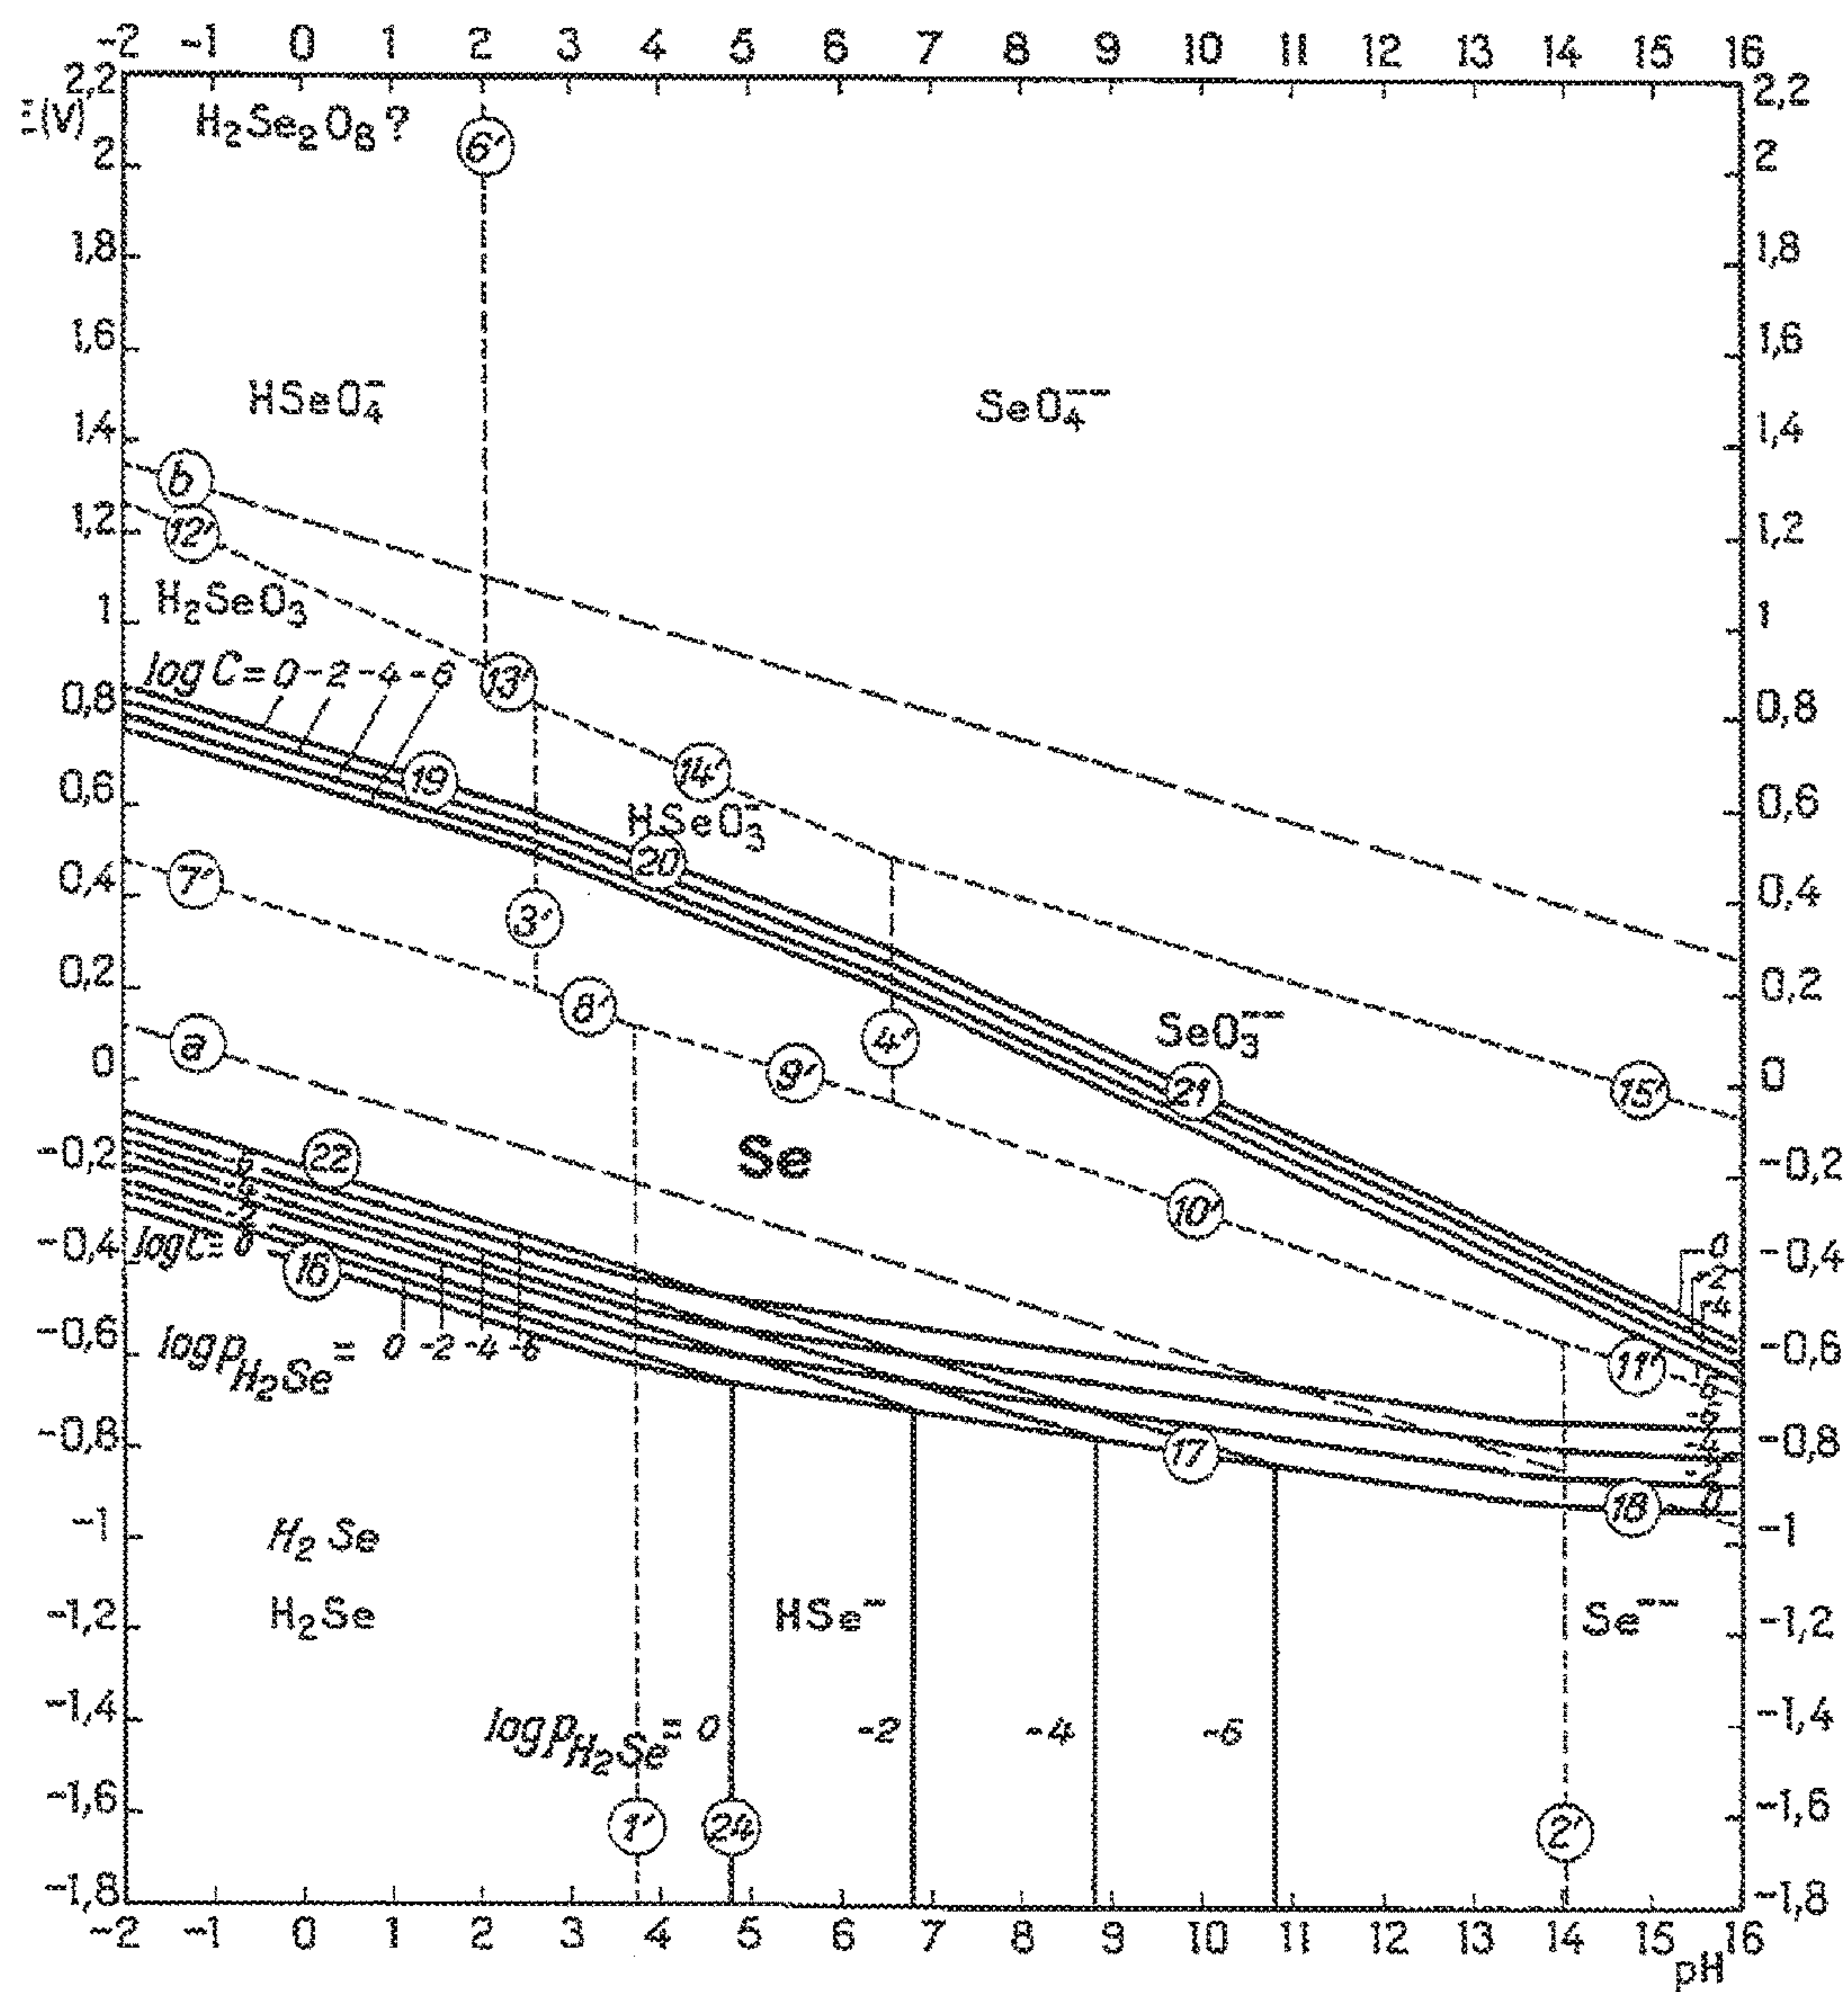 -2 -1 0 1 2 3 4 5 6 7 8 9 10 11 12 13 14 15 16
2,2 2,2
(V) H₂Se₂O₈ ?
6'
2 2
1,8 1,8
1,6 1,6
HSeO₄⁻ SeO₄⁻⁻
1,4 1,4
b
1,2 12' 1,2
H₂SeO₃
1 1
log C = 0 -2 -4 -6 13'
0,8 0,8
19 14'
0,6 HSeO₃⁻ 0,6
20
0,4 7' 0,4
3'
0,2 8' 0,2
a 4' SeO₃⁻⁻
0 9' 21 15' 0
-0,2 22 Se -0,2
10'
-0,4 log C = 0 -2 -4 -0,4
16
-0,6 log p H₂Se = 0 -2 -4 -6 11' -0,6
-0,8 17 -0,8
18 0
-1 H₂Se -1
-1,2 H₂Se HSe⁻ Se⁻⁻ -1,2
-1,4 log p H₂Se = 0 -2 -4 -6 -1,4
-1,6 1' 24 2' -1,6
-1,8 -1,8
-2 -1 0 1 2 3 4 5 6 7 8 9 10 11 12 13 14 15 16
pH